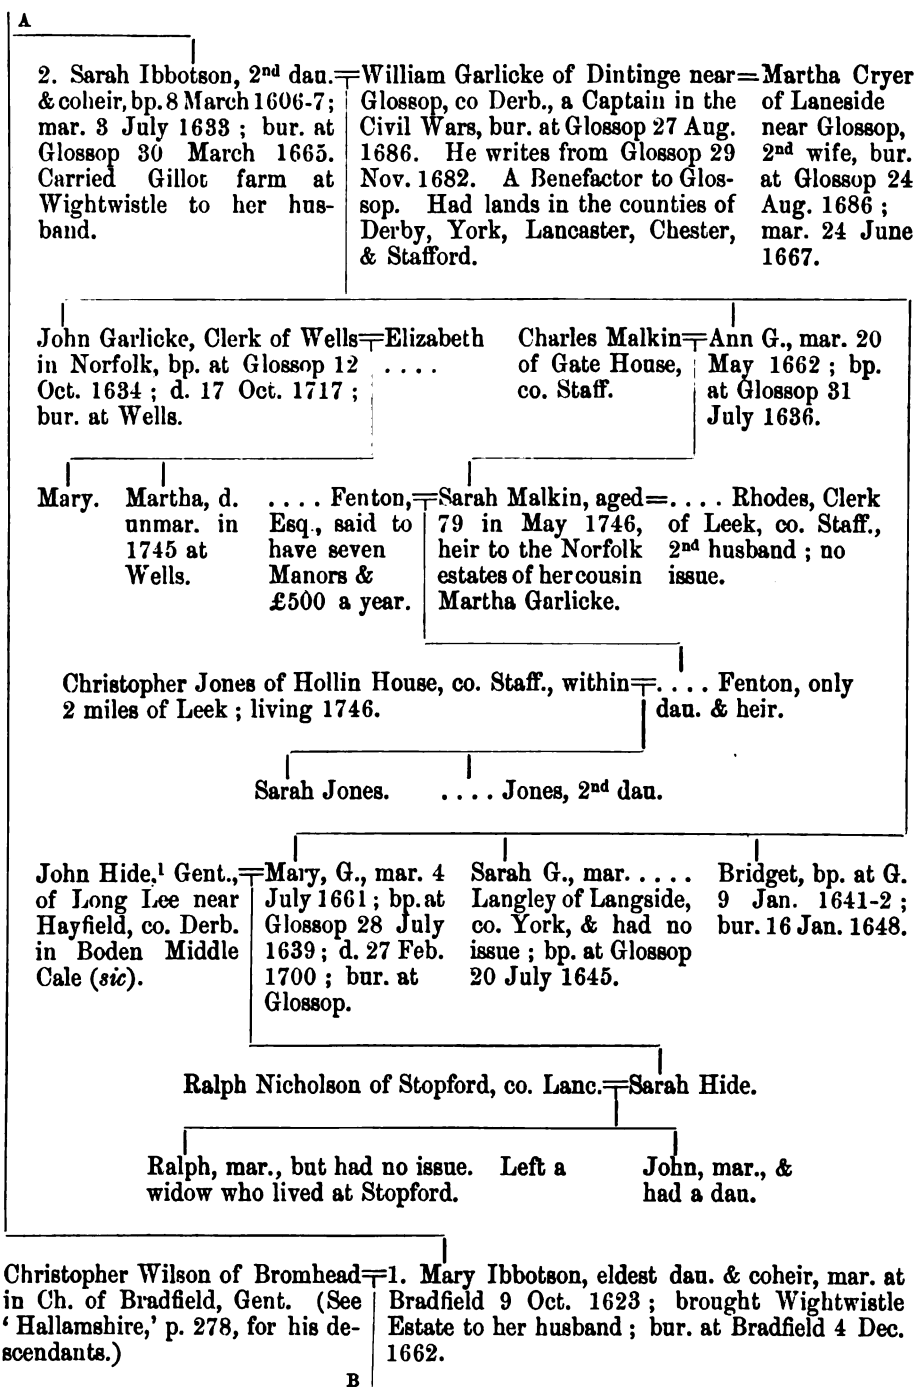 A
2. Sarah Ibbotson, 2nd dau.
& coheir, bp. 8 March 1606-7;
mar. 3 July 1633 ; bur. at
Glossop 30 March 1665.
Carried Gillot farm at
Wightwistle to her hus-
band.
William Garlicke of Dintinge near
Glossop, co Derb., a Captain in the
Civil Wars, bur. at Glossop 27 Aug.
1686. He writes from Glossop 29
Nov. 1682. A Benefactor to Glos-
sop. Had lands in the counties of
Derby, York, Lancaster, Chester,
& Stafford.
=Martha Cryer
of Laneside
near Glossop,
2nd wife, bur.
at Glossop 24
Aug. 1686 ;
mar. 24 June
1667.
John Garlicke, Clerk of Wells
in Norfolk, bp. at Glossop 12
Oct. 1634 ; d. 17 Oct. 1717 ;
bur. at Wells.
Elizabeth
. . . .
Charles Malkin
of Gate House,
co. Staff.
Ann G., mar. 20
May 1662 ; bp.
at Glossop 31
July 1636.
Mary.
Martha, d.
unmar. in
1745 at
Wells.
. . . . Fenton,
Esq., said to
have seven
Manors &
£500 a year.
Sarah Malkin, aged
79 in May 1746,
heir to the Norfolk
estates of her cousin
Martha Garlicke.
=. . . . Rhodes, Clerk
of Leek, co. Staff.,
2nd husband ; no
issue.
Christopher Jones of Hollin House, co. Staff., within
2 miles of Leek ; living 1746.
. . . . Fenton, only
dau. & heir.
Sarah Jones.
. . . . Jones, 2nd dau.
John Hide,1 Gent.,
of Long Lee near
Hayfield, co. Derb.
in Boden Middle
Cale (sic).
Mary, G., mar. 4
July 1661 ; bp. at
Glossop 28 July
1639 ; d. 27 Feb.
1700 ; bur. at
Glossop.
Sarah G., mar. . . . .
Langley of Langside,
co. York, & had no
issue ; bp. at Glossop
20 July 1645.
Bridget, bp. at G.
9 Jan. 1641-2 ;
bur. 16 Jan. 1648.
Ralph Nicholson of Stopford, co. Lanc.
Sarah Hide.
Ralph, mar., but had no issue. Left a
widow who lived at Stopford.
John, mar., &
had a dau.
Christopher Wilson of Bromhead
in Ch. of Bradfield, Gent. (See
‘ Hallamshire,’ p. 278, for his de-
scendants.)
1. Mary Ibbotson, eldest dau. & coheir, mar. at
Bradfield 9 Oct. 1623 ; brought Wightwistle
Estate to her husband ; bur. at Bradfield 4 Dec.
1662.
B